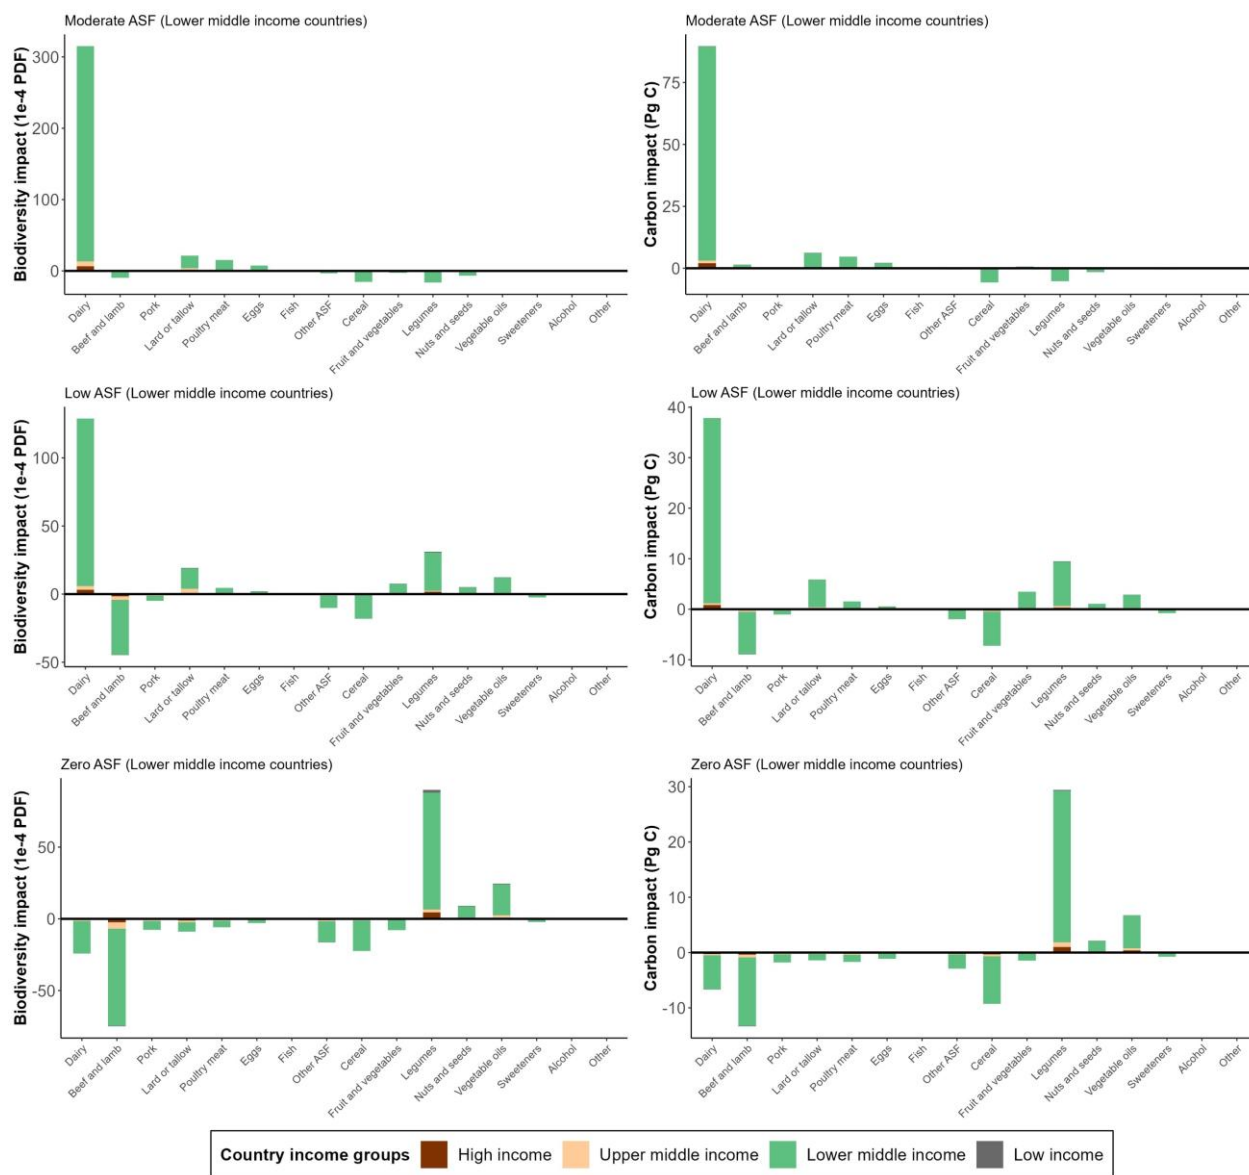 Moderate ASF (Lower middle income countries)
Biodiversity impact (1e-4 PDF)
300
200
100
0
Dairy
Beef and lamb
Pork
Lard or tallow
Poultry meat
Eggs
Fish
Other ASF
Cereal
Fruit and vegetables
Legumes
Nuts and seeds
Vegetable oils
Sweeteners
Alcohol
Other
Moderate ASF (Lower middle income countries)
Carbon impact (Pg C)
75
50
25
0
Dairy
Beef and lamb
Pork
Lard or tallow
Poultry meat
Eggs
Fish
Other ASF
Cereal
Fruit and vegetables
Legumes
Nuts and seeds
Vegetable oils
Sweeteners
Alcohol
Other
Low ASF (Lower middle income countries)
Biodiversity impact (1e-4 PDF)
100
50
0
-50
Dairy
Beef and lamb
Pork
Lard or tallow
Poultry meat
Eggs
Fish
Other ASF
Cereal
Fruit and vegetables
Legumes
Nuts and seeds
Vegetable oils
Sweeteners
Alcohol
Other
Low ASF (Lower middle income countries)
Carbon impact (Pg C)
40
30
20
10
0
-10
Dairy
Beef and lamb
Pork
Lard or tallow
Poultry meat
Eggs
Fish
Other ASF
Cereal
Fruit and vegetables
Legumes
Nuts and seeds
Vegetable oils
Sweeteners
Alcohol
Other
Zero ASF (Lower middle income countries)
Biodiversity impact (1e-4 PDF)
50
0
-50
Dairy
Beef and lamb
Pork
Lard or tallow
Poultry meat
Eggs
Fish
Other ASF
Cereal
Fruit and vegetables
Legumes
Nuts and seeds
Vegetable oils
Sweeteners
Alcohol
Other
Zero ASF (Lower middle income countries)
Carbon impact (Pg C)
30
20
10
0
-10
Dairy
Beef and lamb
Pork
Lard or tallow
Poultry meat
Eggs
Fish
Other ASF
Cereal
Fruit and vegetables
Legumes
Nuts and seeds
Vegetable oils
Sweeteners
Alcohol
Other
Country income groups High income Upper middle income Lower middle income Low income